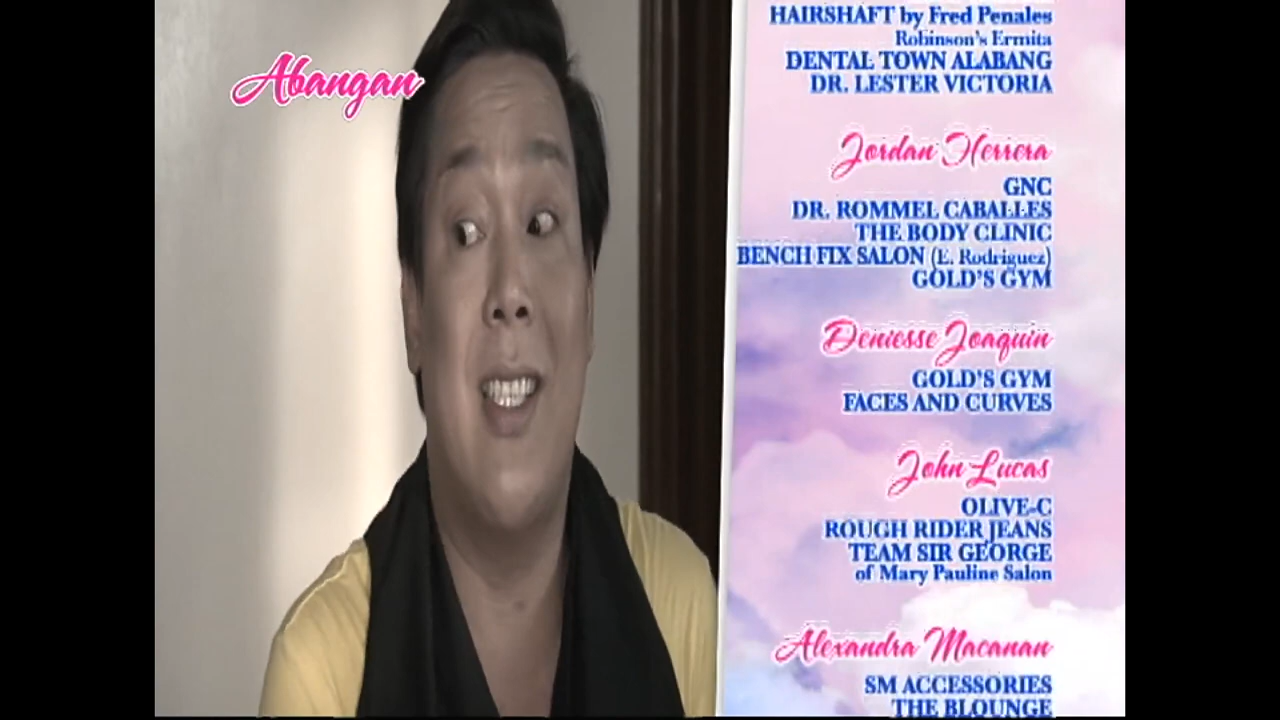 Abangan
HAIRSHAFT by Fred Penales
Robinson's Ermita
DENTAL TOWN ALABANG
DR. LESTER VICTORIA
Jordan Herrera
GNC
DR. ROMMEL CABALLES
THE BODY CLINIC
BENCH FIX SALON (E. Rodriguez)
GOLD'S GYM
Deniesse Joaquin
GOLD'S GYM
FACES AND CURVES
John Lucas
OLIVE-C
ROUGH RIDER JEANS
TEAM SIR GEORGE
of Mary Pauline Salon
Alexandra Macanan
SM ACCESSORIES
THE BLOUNGE